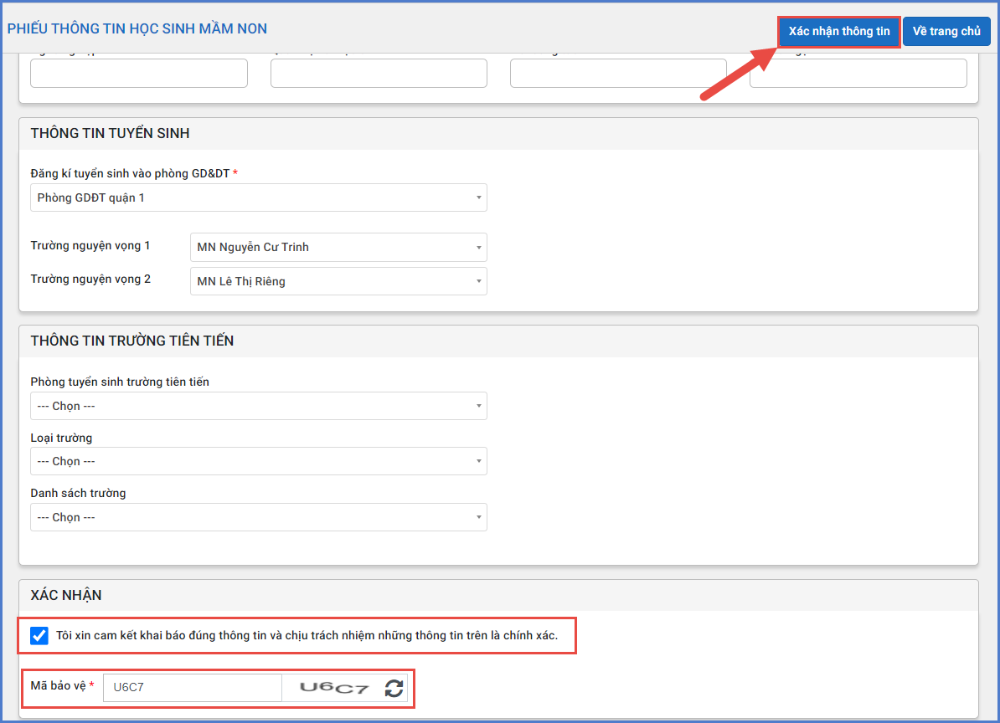 PHIẾU THÔNG TIN HỌC SINH MẦM NON
Xác nhận thông tin
Về trang chủ
THÔNG TIN TUYỂN SINH
Đăng kí tuyển sinh vào phòng GD&DT *
Phòng GDĐT quận 1
Trường nguyện vọng 1
MN Nguyễn Cư Trinh
Trường nguyện vọng 2
MN Lê Thị Riêng
THÔNG TIN TRƯỜNG TIÊN TIẾN
Phòng tuyển sinh trường tiên tiến
--- Chọn ---
Loại trường
--- Chọn ---
Danh sách trường
--- Chọn ---
XÁC NHẬN
Tôi xin cam kết khai báo đúng thông tin và chịu trách nhiệm những thông tin trên là chính xác.
Mã bảo vệ *
U6C7
U6C7